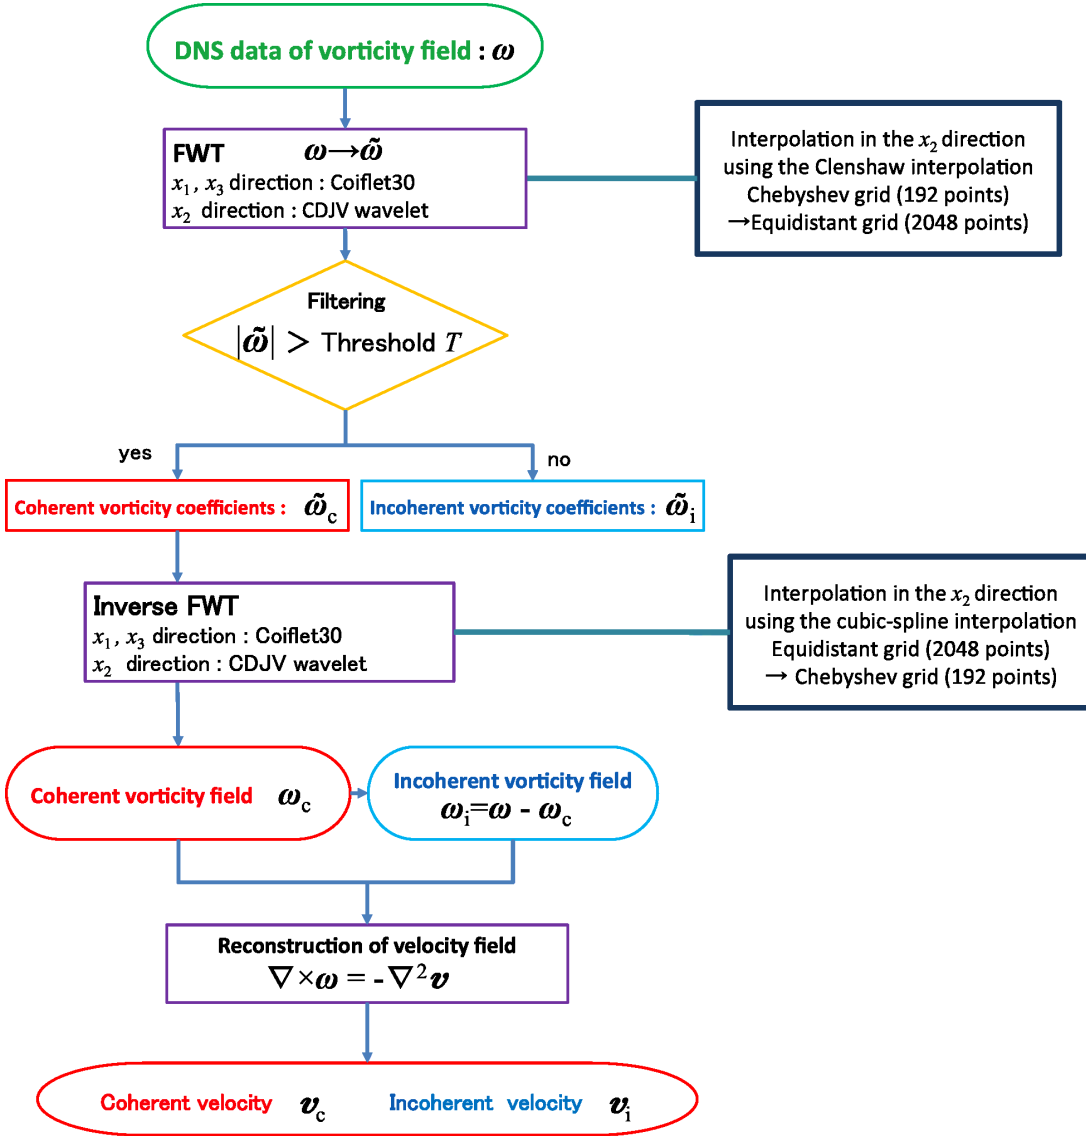 DNS data of vorticity field : ω
FWT ω→ω̃
x₁, x₃ direction : Coiflet30
x₂ direction : CDJV wavelet
Interpolation in the x₂ direction
using the Clenshaw interpolation
Chebyshev grid (192 points)
→Equidistant grid (2048 points)
Filtering
|ω̃| > Threshold T
yes
no
Coherent vorticity coefficients : ω̃c
Incoherent vorticity coefficients : ω̃i
Inverse FWT
x₁, x₃ direction : Coiflet30
x₂ direction : CDJV wavelet
Interpolation in the x₂ direction
using the cubic-spline interpolation
Equidistant grid (2048 points)
→ Chebyshev grid (192 points)
Coherent vorticity field ωc
Incoherent vorticity field
ωi=ω - ωc
Reconstruction of velocity field
∇×ω = -∇²v
Coherent velocity vc Incoherent velocity vi